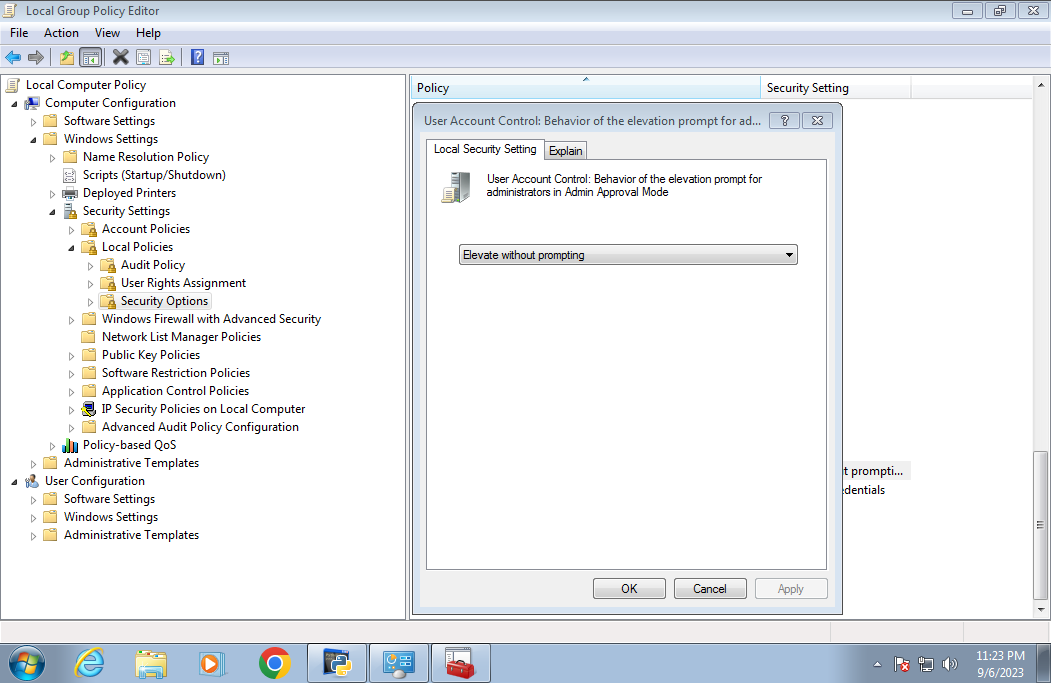 Local Group Policy Editor
File Action View Help
Local Computer Policy
Computer Configuration
Software Settings
Windows Settings
Name Resolution Policy
Scripts (Startup/Shutdown)
Deployed Printers
Security Settings
Account Policies
Local Policies
Audit Policy
User Rights Assignment
Security Options
Windows Firewall with Advanced Security
Network List Manager Policies
Public Key Policies
Software Restriction Policies
Application Control Policies
IP Security Policies on Local Computer
Advanced Audit Policy Configuration
Policy-based QoS
Administrative Templates
User Configuration
Software Settings
Windows Settings
Administrative Templates
Policy Security Setting
User Account Control: Behavior of the elevation prompt for ad...
?
Local Security Setting Explain
User Account Control: Behavior of the elevation prompt for
administrators in Admin Approval Mode
Elevate without prompting
OK Cancel Apply
t prompti...
edentials
11:23 PM
9/6/2023